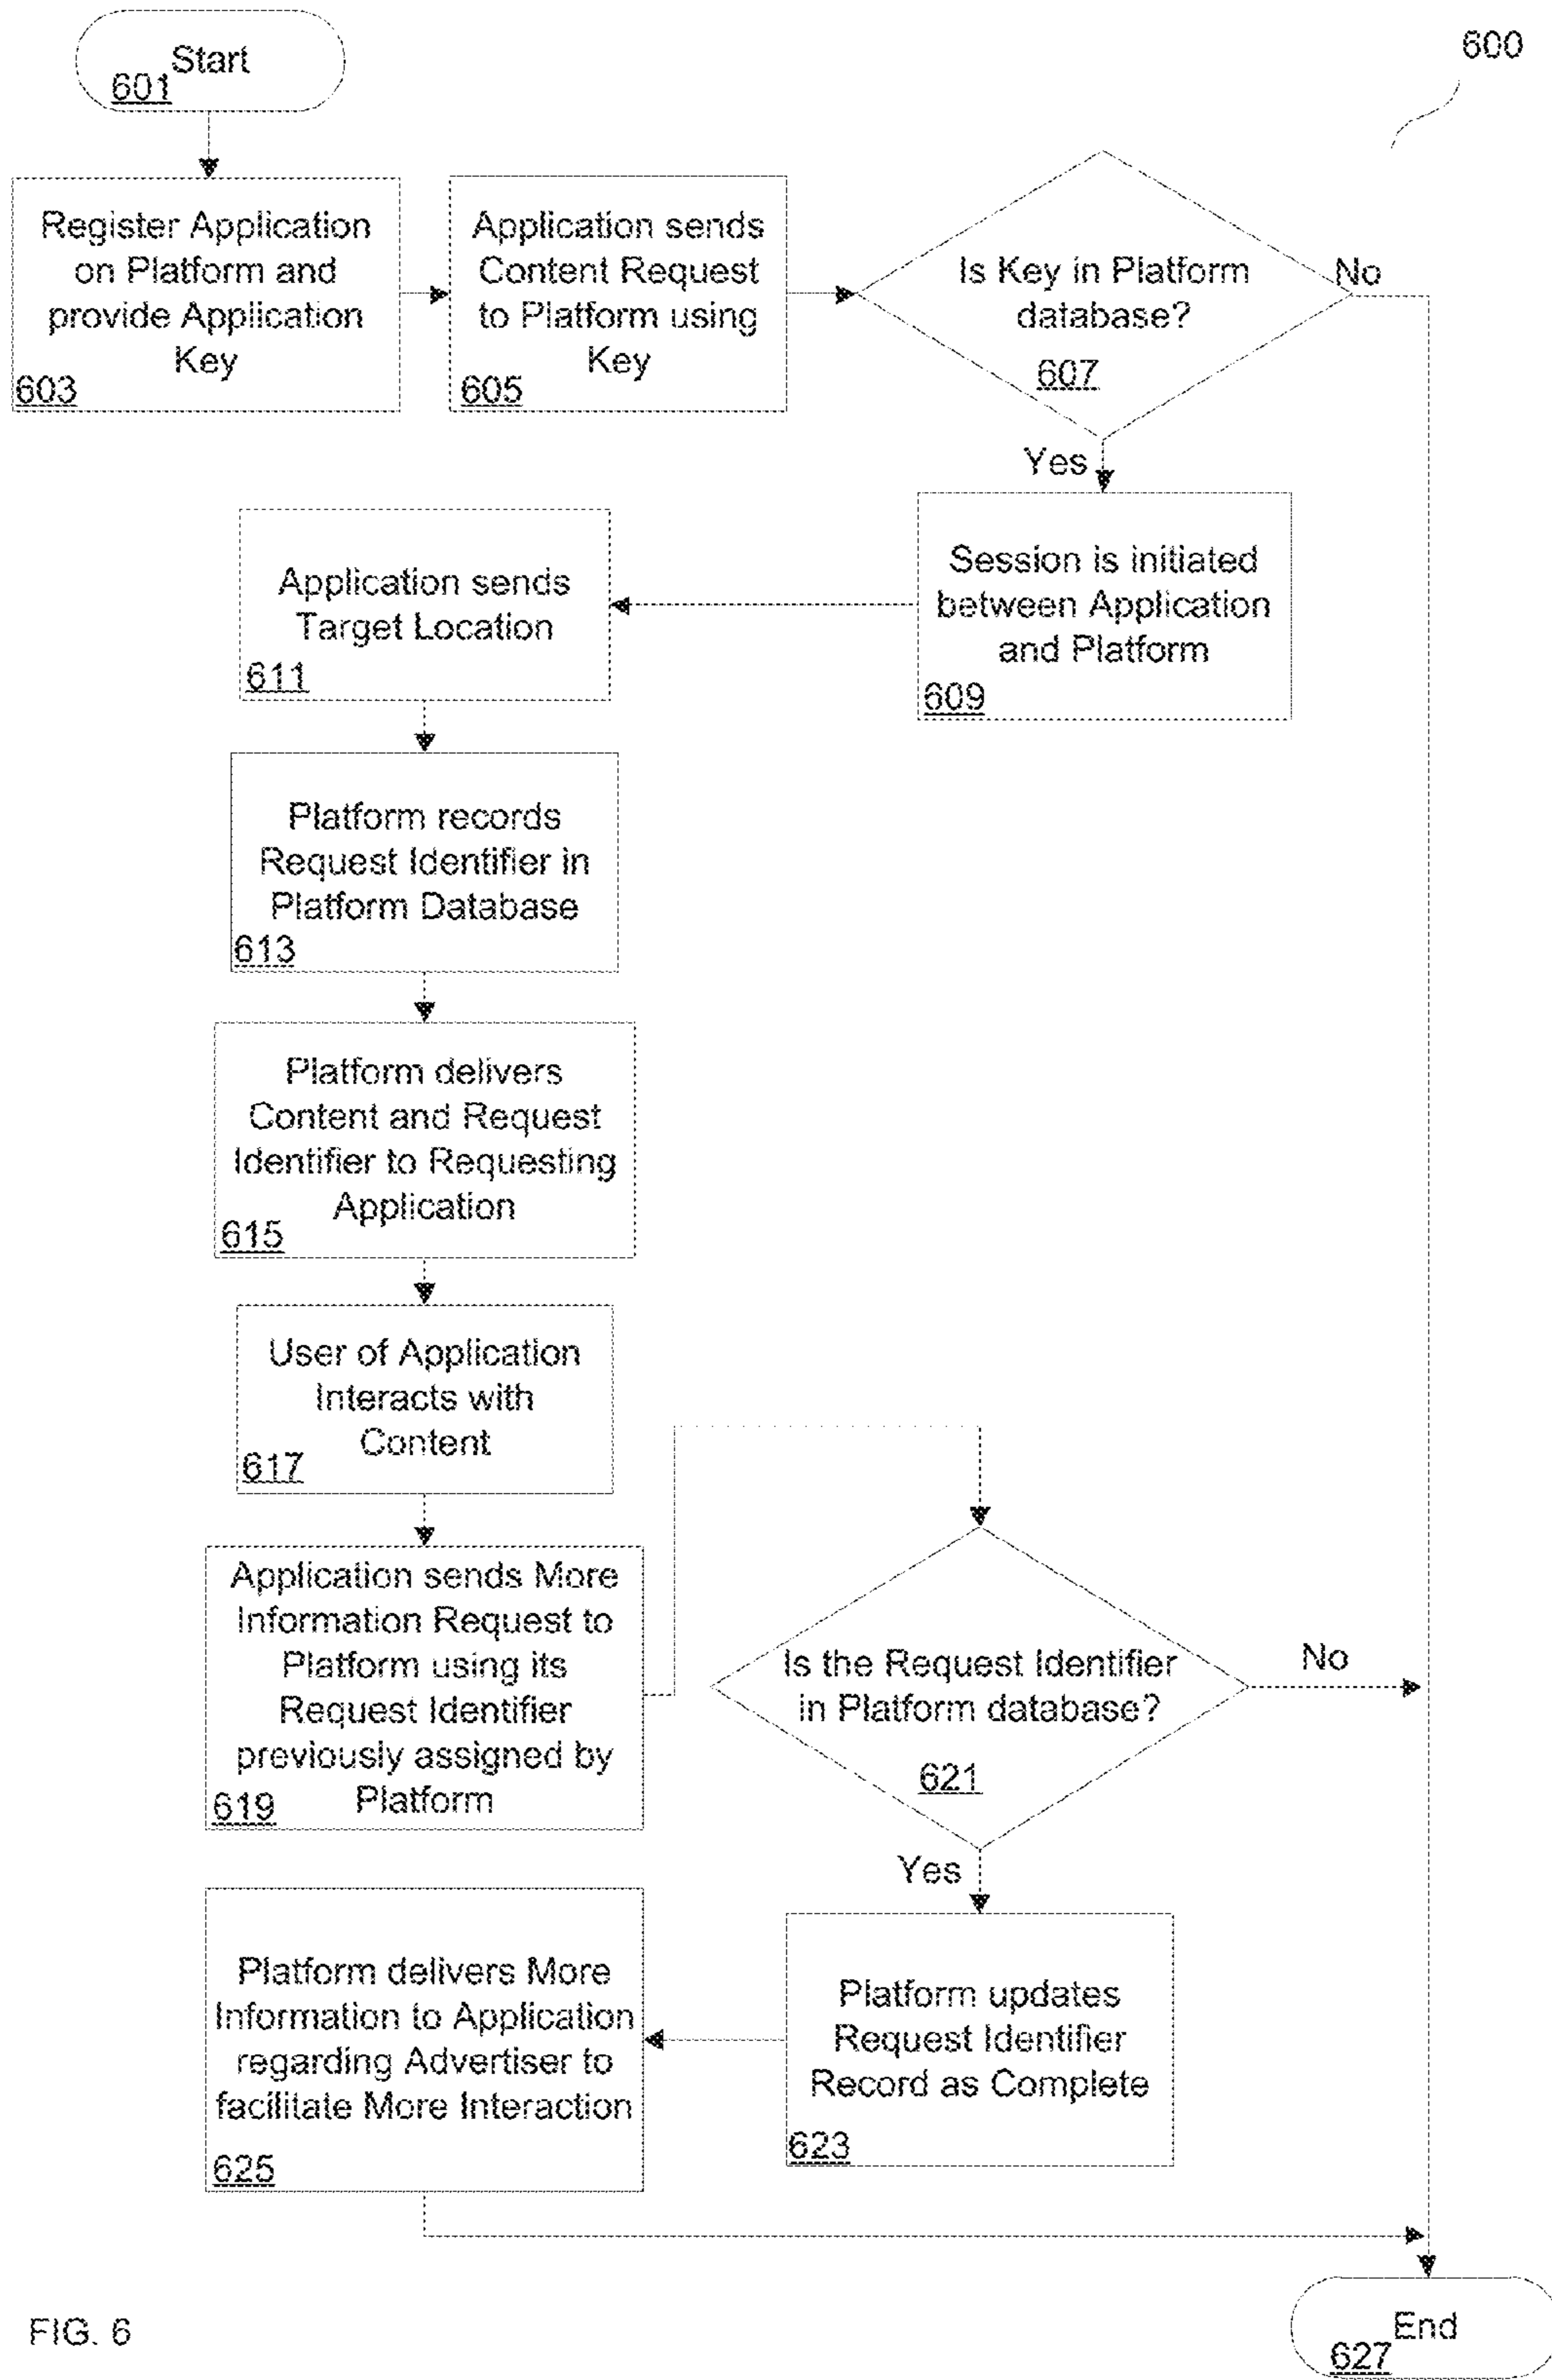 Start
601
600
Register Application
on Platform and
provide Application
Key
603
Application sends
Content Request
to Platform using
Key
605
Is Key in Platform
database?
607
No
Yes
Session is initiated
between Application
and Platform
609
Application sends
Target Location
611
Platform records
Request Identifier in
Platform Database
613
Platform delivers
Content and Request
Identifier to Requesting
Application
615
User of Application
Interacts with
Content
617
Application sends More
Information Request to
Platform using its
Request Identifier
previously assigned by
Platform
619
Is the Request Identifier
in Platform database?
621
No
Yes
Platform updates
Request Identifier
Record as Complete
623
Platform delivers More
Information to Application
regarding Advertiser to
facilitate More Interaction
625
End
627
FIG. 6